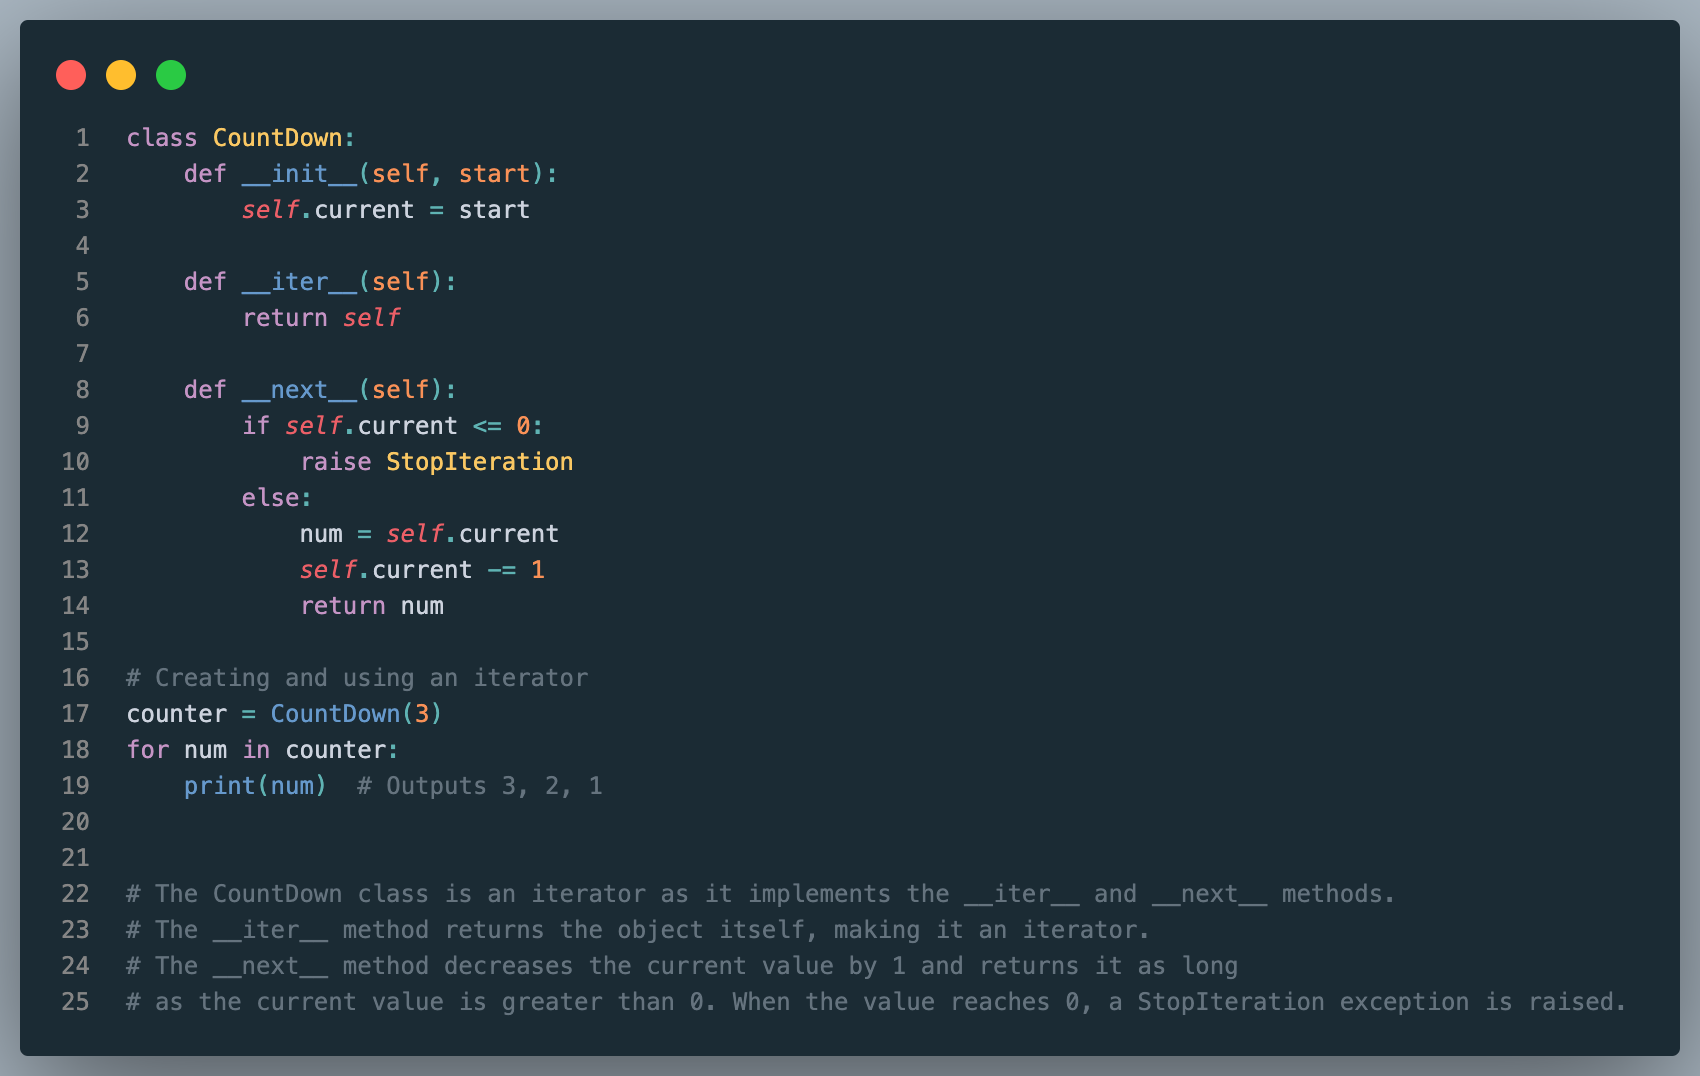 1 class CountDown:
2     def __init__(self, start):
3         self.current = start
4
5     def __iter__(self):
6         return self
7
8     def __next__(self):
9         if self.current <= 0:
10             raise StopIteration
11         else:
12             num = self.current
13             self.current -= 1
14             return num
15
16 # Creating and using an iterator
17 counter = CountDown(3)
18 for num in counter:
19     print(num)  # Outputs 3, 2, 1
20
21
22 # The CountDown class is an iterator as it implements the __iter__ and __next__ methods.
23 # The __iter__ method returns the object itself, making it an iterator.
24 # The __next__ method decreases the current value by 1 and returns it as long
25 # as the current value is greater than 0. When the value reaches 0, a StopIteration exception is raised.